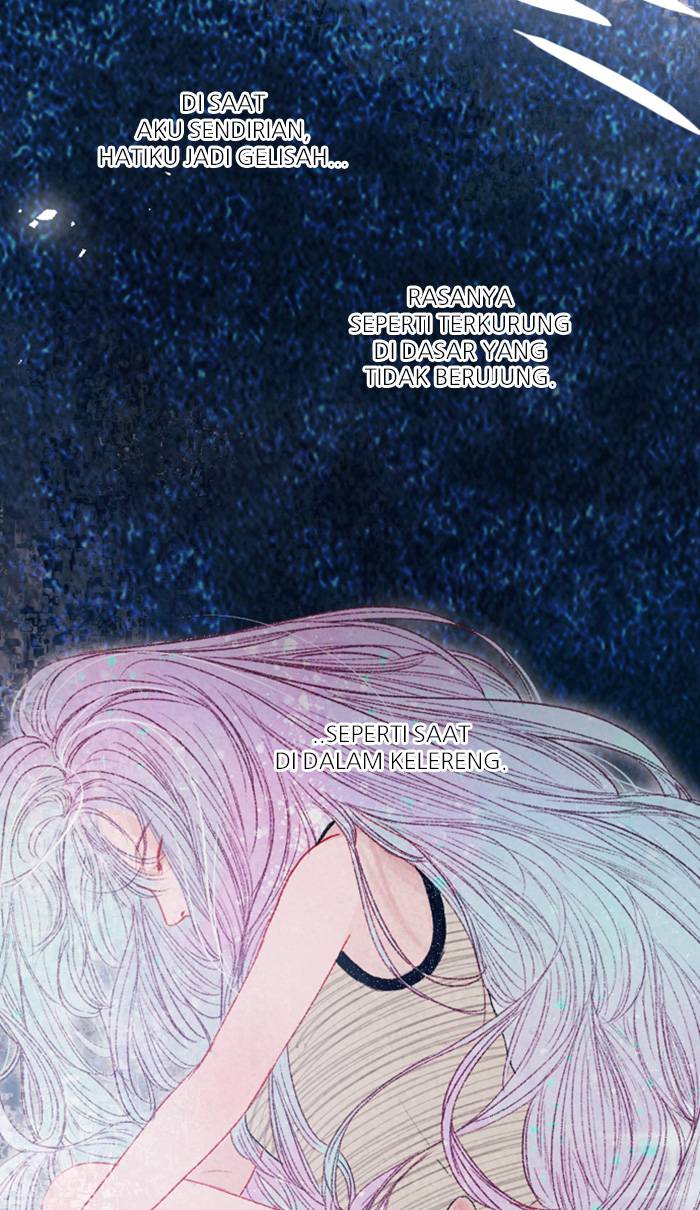 DI SAAT
AKU SENDIRIAN,
HATIKU JADI GELISAH...
RASANYA
SEPERTI TERKURUNG
DI DASAR YANG
TIDAK BERUJUNG.
..SEPERTI SAAT
DI DALAM KELERENG.